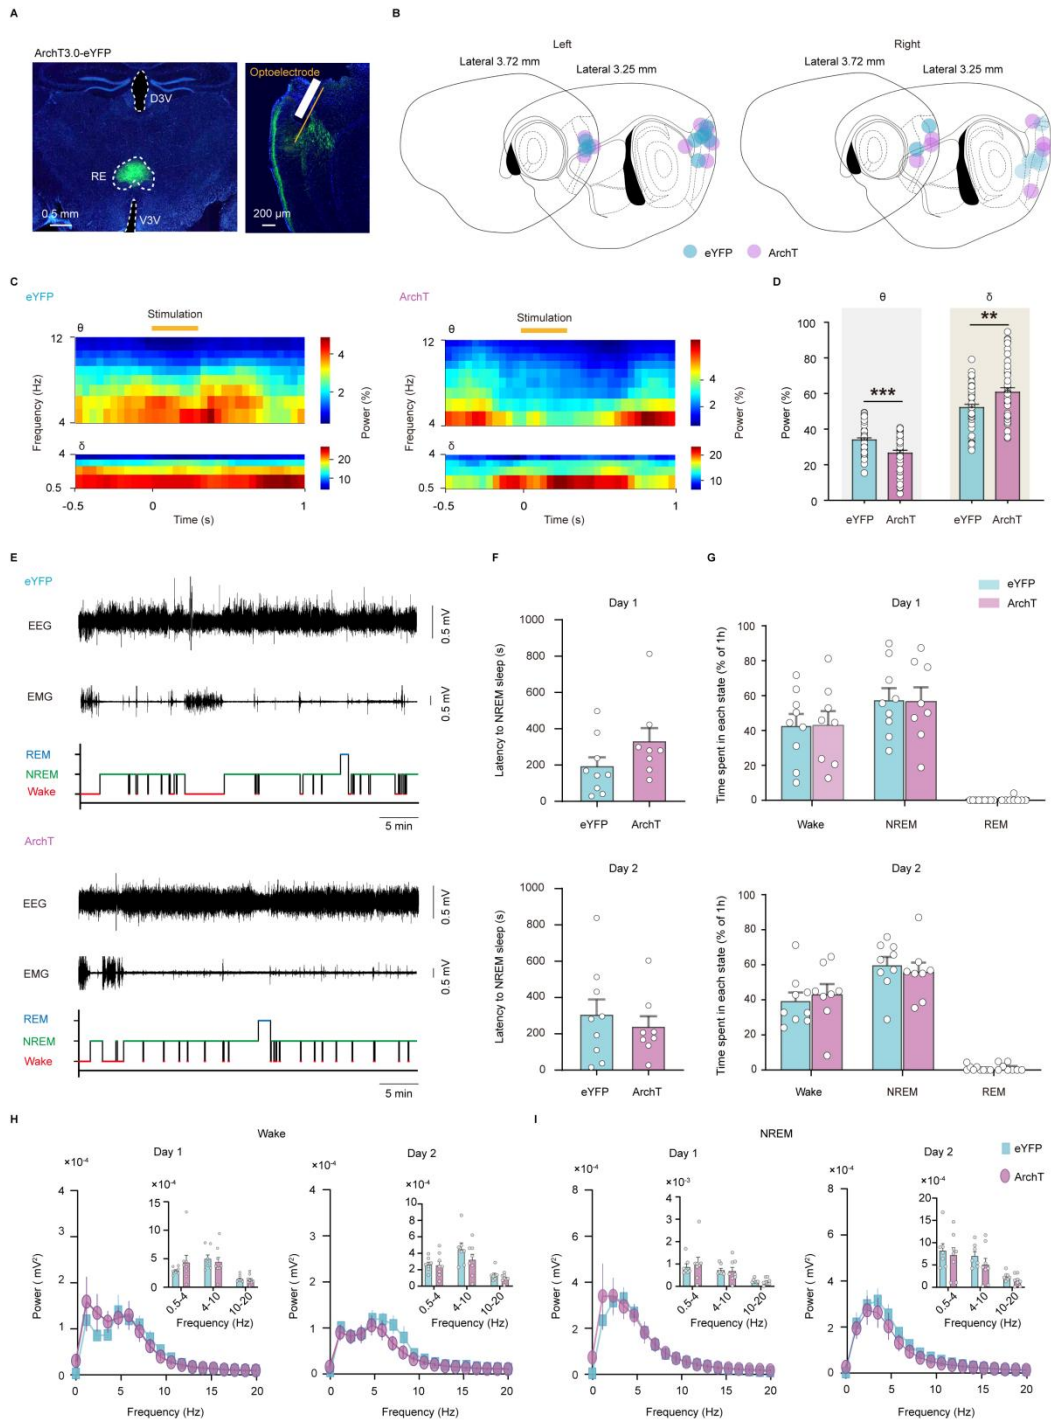 A
ArchT3.0-eYFP
D3V
RE
V3V
0.5 mm
Optoelectrode
200 µm
B
Left
Lateral 3.72 mm
Lateral 3.25 mm
Right
Lateral 3.72 mm
Lateral 3.25 mm
eYFP
ArchT
C
eYFP
Stimulation
θ
12
4
Frequency (Hz)
4
2
Power (%)
δ
4
0.5
20
10
-0.5
0
1
Time (s)
ArchT
Stimulation
θ
12
4
Frequency (Hz)
4
2
Power (%)
δ
4
0.5
20
10
-0.5
0
1
Time (s)
D
θ
δ
***
**
Power (%)
100
80
60
40
20
0
eYFP
ArchT
eYFP
ArchT
E
eYFP
EEG
0.5 mV
EMG
0.5 mV
REM
NREM
Wake
5 min
ArchT
EEG
0.5 mV
EMG
0.5 mV
REM
NREM
Wake
5 min
F
Day 1
Latency to NREM sleep (s)
1000
800
600
400
200
0
eYFP
ArchT
Day 2
Latency to NREM sleep (s)
1000
800
600
400
200
0
eYFP
ArchT
G
eYFP
ArchT
Day 1
Time spent in each state (% of 1h)
100
80
60
40
20
0
Wake
NREM
REM
Day 2
Time spent in each state (% of 1h)
100
80
60
40
20
0
Wake
NREM
REM
H
Wake
Day 1
×10⁻⁴
4
3
2
1
0
Power ( mV²)
0
5
10
15
20
Frequency (Hz)
×10⁻⁴
15
10
5
0
0.5-4
4-10
10-20
Frequency (Hz)
Day 2
×10⁻⁴
4
3
2
1
0
Power ( mV²)
0
5
10
15
20
Frequency (Hz)
×10⁻⁴
10
8
6
4
2
0
0.5-4
4-10
10-20
Frequency (Hz)
I
NREM
eYFP
ArchT
Day 1
×10⁻⁴
8
6
4
2
0
Power ( mV²)
0
5
10
15
20
Frequency (Hz)
×10⁻³
4
3
2
1
0
0.5-4
4-10
10-20
Frequency (Hz)
Day 2
×10⁻⁴
8
6
4
2
0
Power ( mV²)
0
5
10
15
20
Frequency (Hz)
×10⁻⁴
20
15
10
5
0
0.5-4
4-10
10-20
Frequency (Hz)